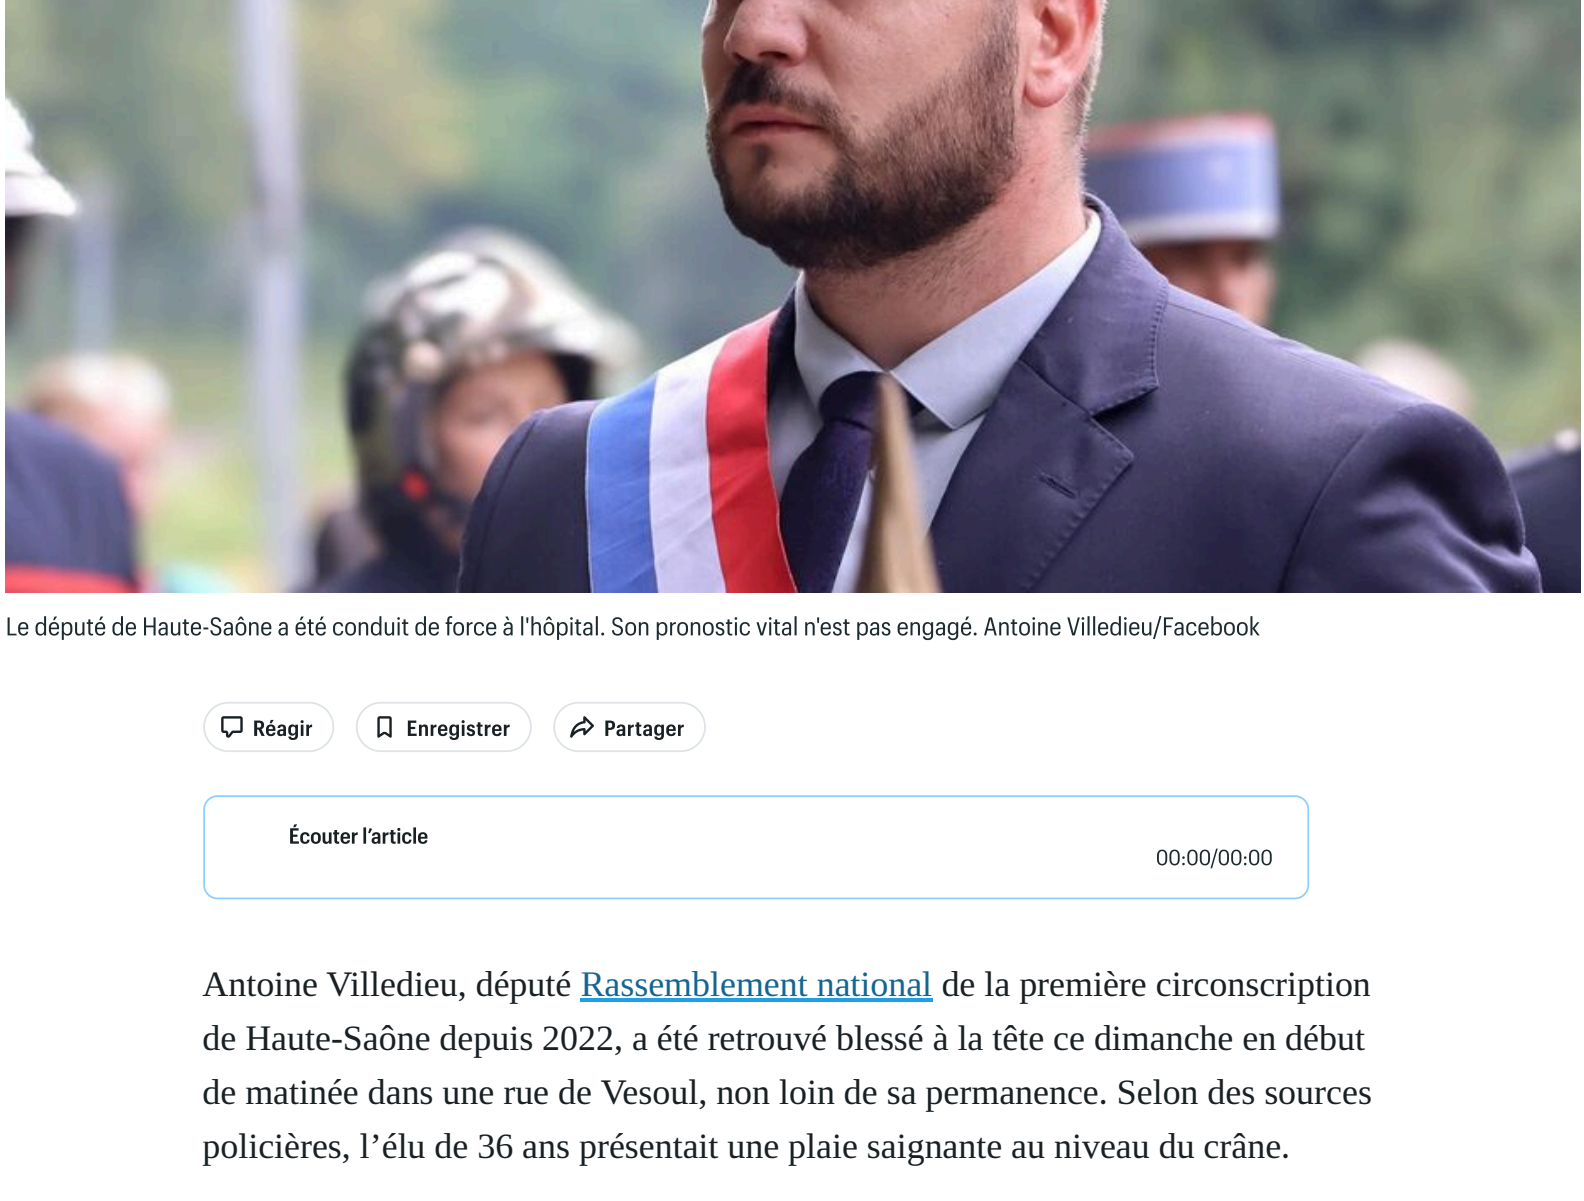 Le député de Haute-Saône a été conduit de force à l'hôpital. Son pronostic vital n'est pas engagé. Antoine Villedieu/Facebook
Réagir
Enregistrer
Partager
Écouter l’article
00:00/00:00
Antoine Villedieu, député Rassemblement national de la première circonscription
de Haute-Saône depuis 2022, a été retrouvé blessé à la tête ce dimanche en début
de matinée dans une rue de Vesoul, non loin de sa permanence. Selon des sources
policières, l’élu de 36 ans présentait une plaie saignante au niveau du crâne.